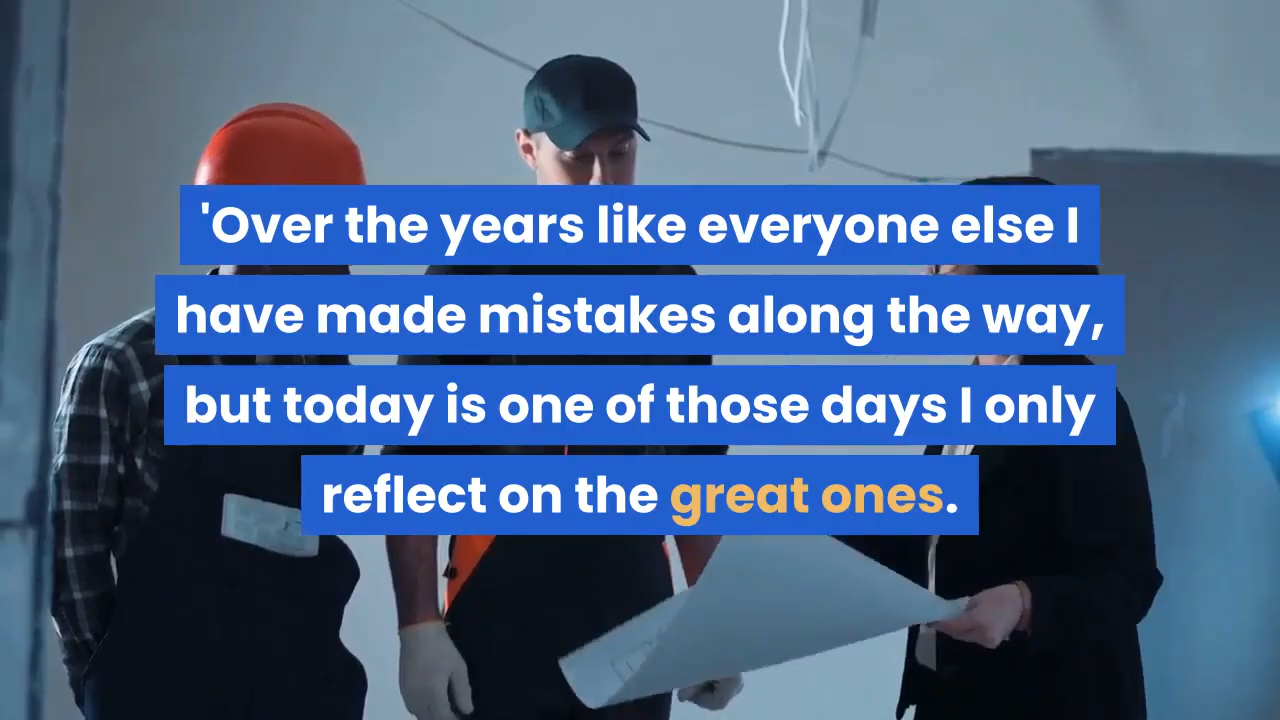 'Over the years like everyone else I
have made mistakes along the way,
but today is one of those days I only
reflect on the great ones.